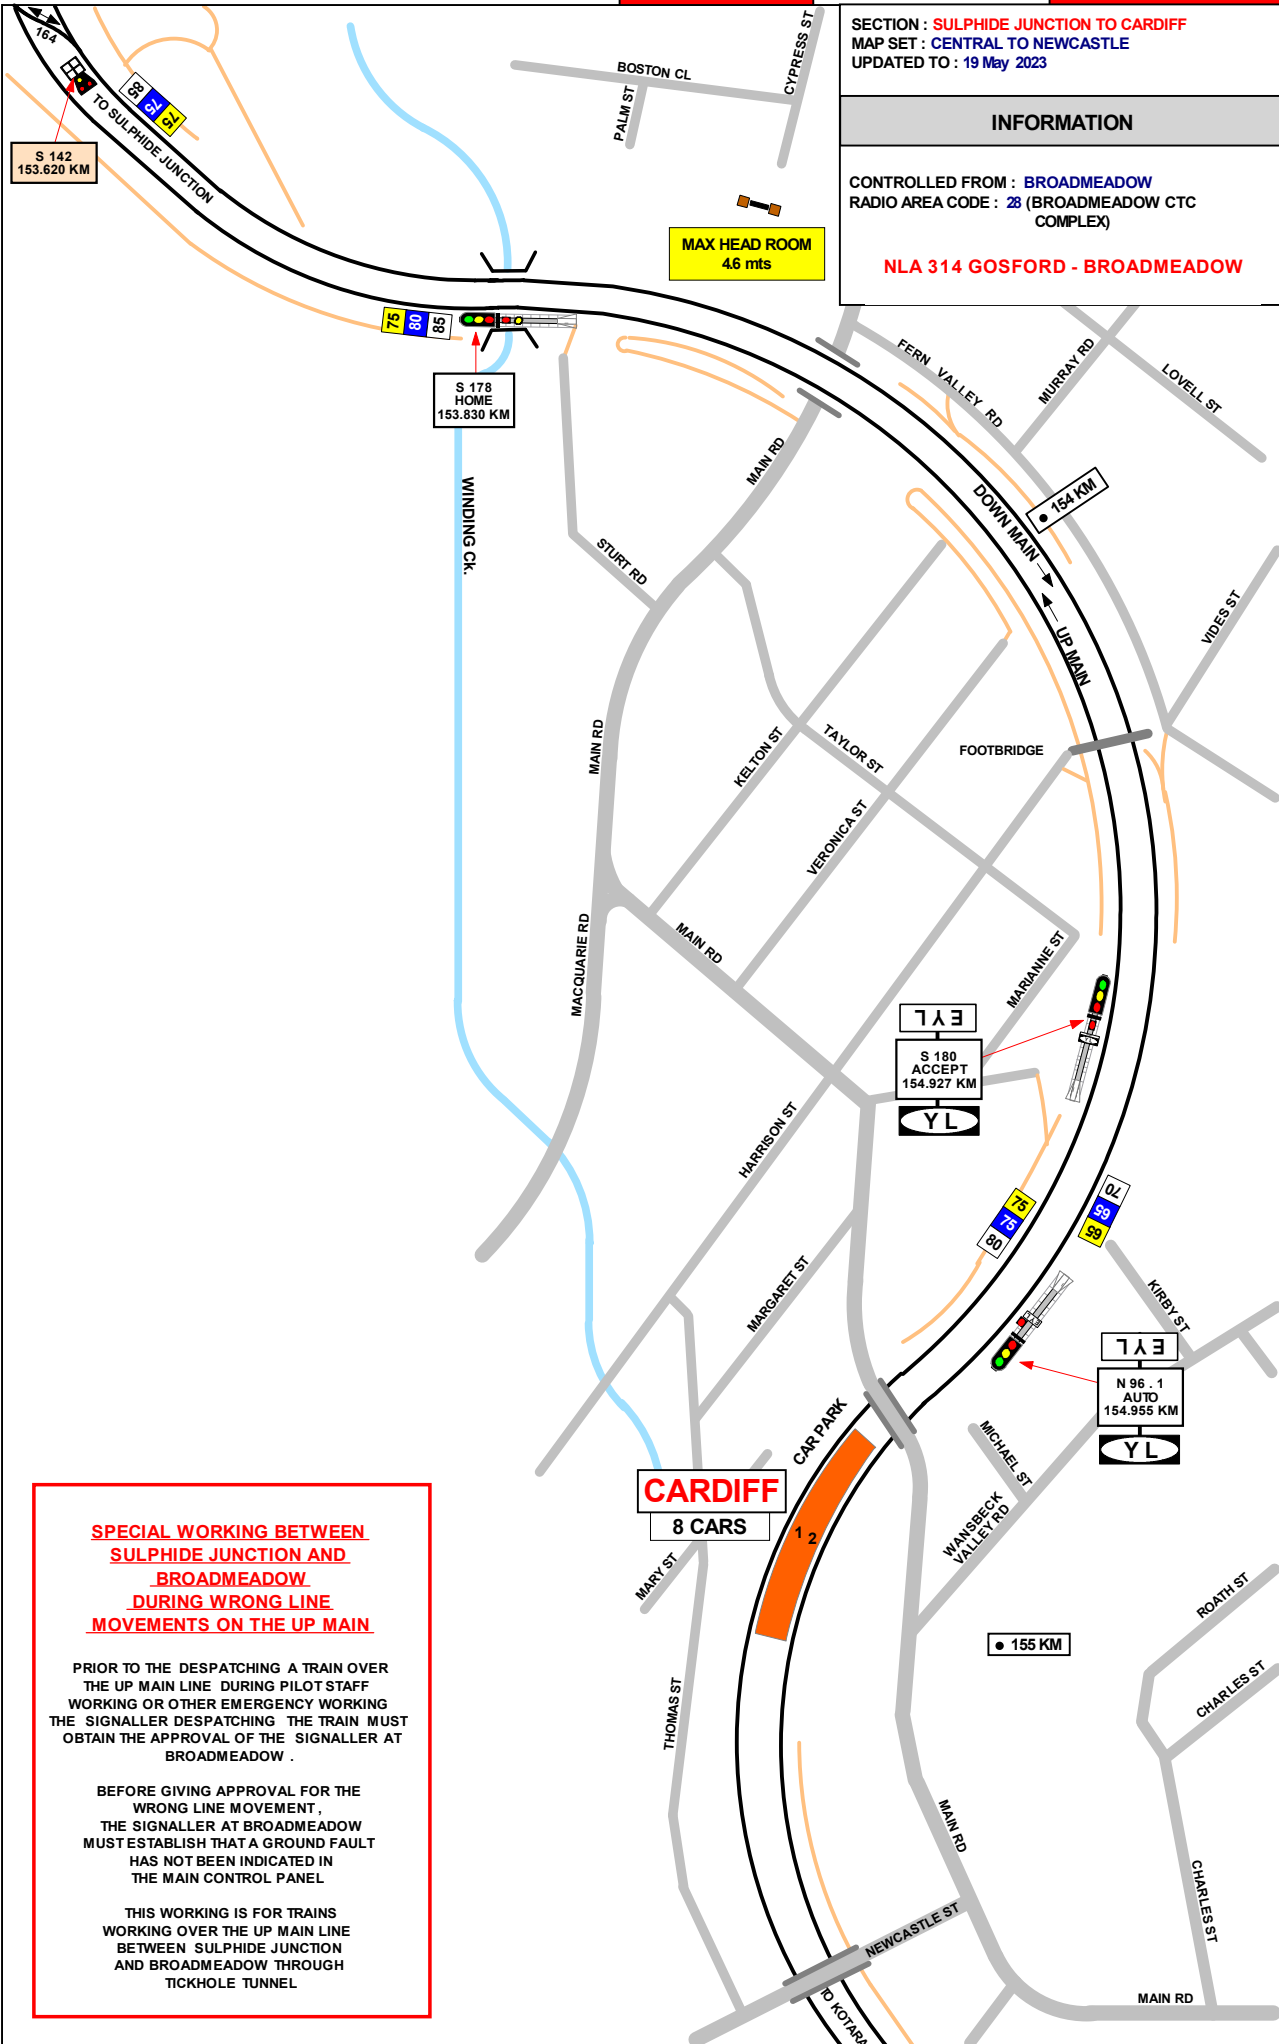 SECTION : SULPHIDE JUNCTION TO CARDIFF
MAP SET : CENTRAL TO NEWCASTLE
UPDATED TO : 19 May 2023
INFORMATION
CONTROLLED FROM : BROADMEADOW
RADIO AREA CODE : 28 (BROADMEADOW CTC
COMPLEX)
NLA 314 GOSFORD - BROADMEADOW
164
85 75 75
TO SULPHIDE JUNCTION
S 142
153.620 KM
BOSTON CL
PALM ST
CYPRESS ST
MAX HEAD ROOM
4.6 mts
75 80 85
S 178
HOME
153.830 KM
WINDING Ck.
FERN VALLEY RD
MURRAY RD
LOVELL ST
MAIN RD
154 KM
DOWN MAIN
UP MAIN
STURT RD
VIDES ST
MAIN RD
KELTON ST
TAYLOR ST
FOOTBRIDGE
VERONICA ST
MACQUARIE RD
MAIN RD
MARIANNE ST
EYL
S 180
ACCEPT
154.927 KM
YL
HARRISON ST
75 75 80
70 65 65
MARGARET ST
KIRBY ST
EYL
N 96 . 1
AUTO
154.955 KM
YL
CAR PARK
MICHAEL ST
WANSBECK
VALLEY RD
CARDIFF
8 CARS
1 2
MARY ST
ROATH ST
155 KM
CHARLES ST
THOMAS ST
MAIN RD
CHARLES ST
NEWCASTLE ST
MAIN RD
TO KOTARA
SPECIAL WORKING BETWEEN
SULPHIDE JUNCTION AND
BROADMEADOW
DURING WRONG LINE
MOVEMENTS ON THE UP MAIN
PRIOR TO THE DESPATCHING A TRAIN OVER
THE UP MAIN LINE DURING PILOT STAFF
WORKING OR OTHER EMERGENCY WORKING
THE SIGNALLER DESPATCHING THE TRAIN MUST
OBTAIN THE APPROVAL OF THE SIGNALLER AT
BROADMEADOW .
BEFORE GIVING APPROVAL FOR THE
WRONG LINE MOVEMENT ,
THE SIGNALLER AT BROADMEADOW
MUST ESTABLISH THAT A GROUND FAULT
HAS NOT BEEN INDICATED IN
THE MAIN CONTROL PANEL
THIS WORKING IS FOR TRAINS
WORKING OVER THE UP MAIN LINE
BETWEEN SULPHIDE JUNCTION
AND BROADMEADOW THROUGH
TICKHOLE TUNNEL